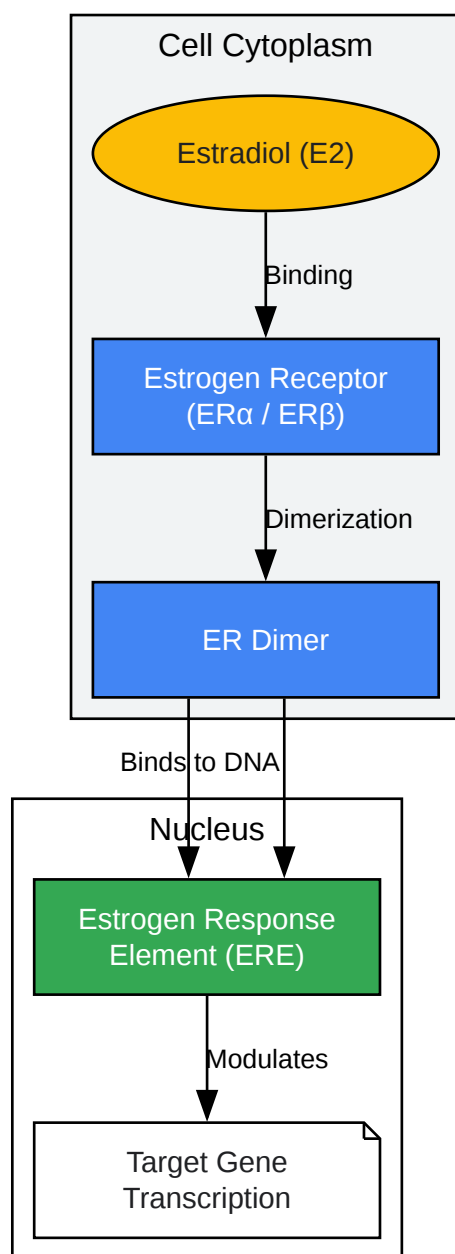 Cell Cytoplasm
Estradiol (E2)
Binding
Estrogen Receptor
(ERα / ERβ)
Dimerization
ER Dimer
Binds to DNA
Nucleus
Estrogen Response
Element (ERE)
Modulates
Target Gene
Transcription